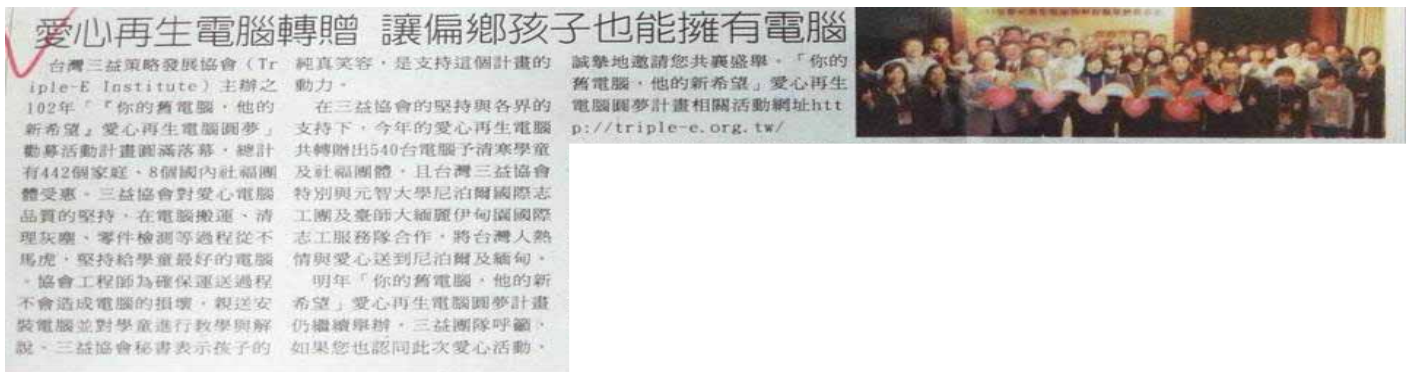 愛心再生電腦轉贈 讓偏鄉孩子也能擁有電腦
台灣三益策略發展協會（Tr
iple-E Institute）主辦之
102年「『你的舊電腦，他的
新希望』愛心再生電腦圓夢」
勸募活動計畫圓滿落幕，總計
有442個家庭、8個國內社福團
體受惠。三益協會對愛心電腦
品質的堅持，在電腦搬運、清
理灰塵、零件檢測等過程從不
馬虎，堅持給學童最好的電腦
。協會工程師為確保運送過程
不會造成電腦的損壞，親送安
裝電腦並對學童進行教學與解
說。三益協會秘書表示孩子的
純真笑容，是支持這個計畫的
動力。
在三益協會的堅持與各界的
支持下，今年的愛心再生電腦
共轉贈出540台電腦予清寒學童
及社福團體，且台灣三益協會
特別與元智大學尼泊爾國際志
工團及臺師大緬麗伊甸園國際
志工服務隊合作，將台灣人熱
情與愛心送到尼泊爾及緬甸。
明年「你的舊電腦，他的新
希望」愛心再生電腦圓夢計畫
仍繼續舉辦，三益團隊呼籲，
如果您也認同此次愛心活動，
誠摯地邀請您共襄盛舉。「你的
舊電腦，他的新希望」愛心再生
電腦圓夢計畫相關活動網址htt
p://triple-e.org.tw/